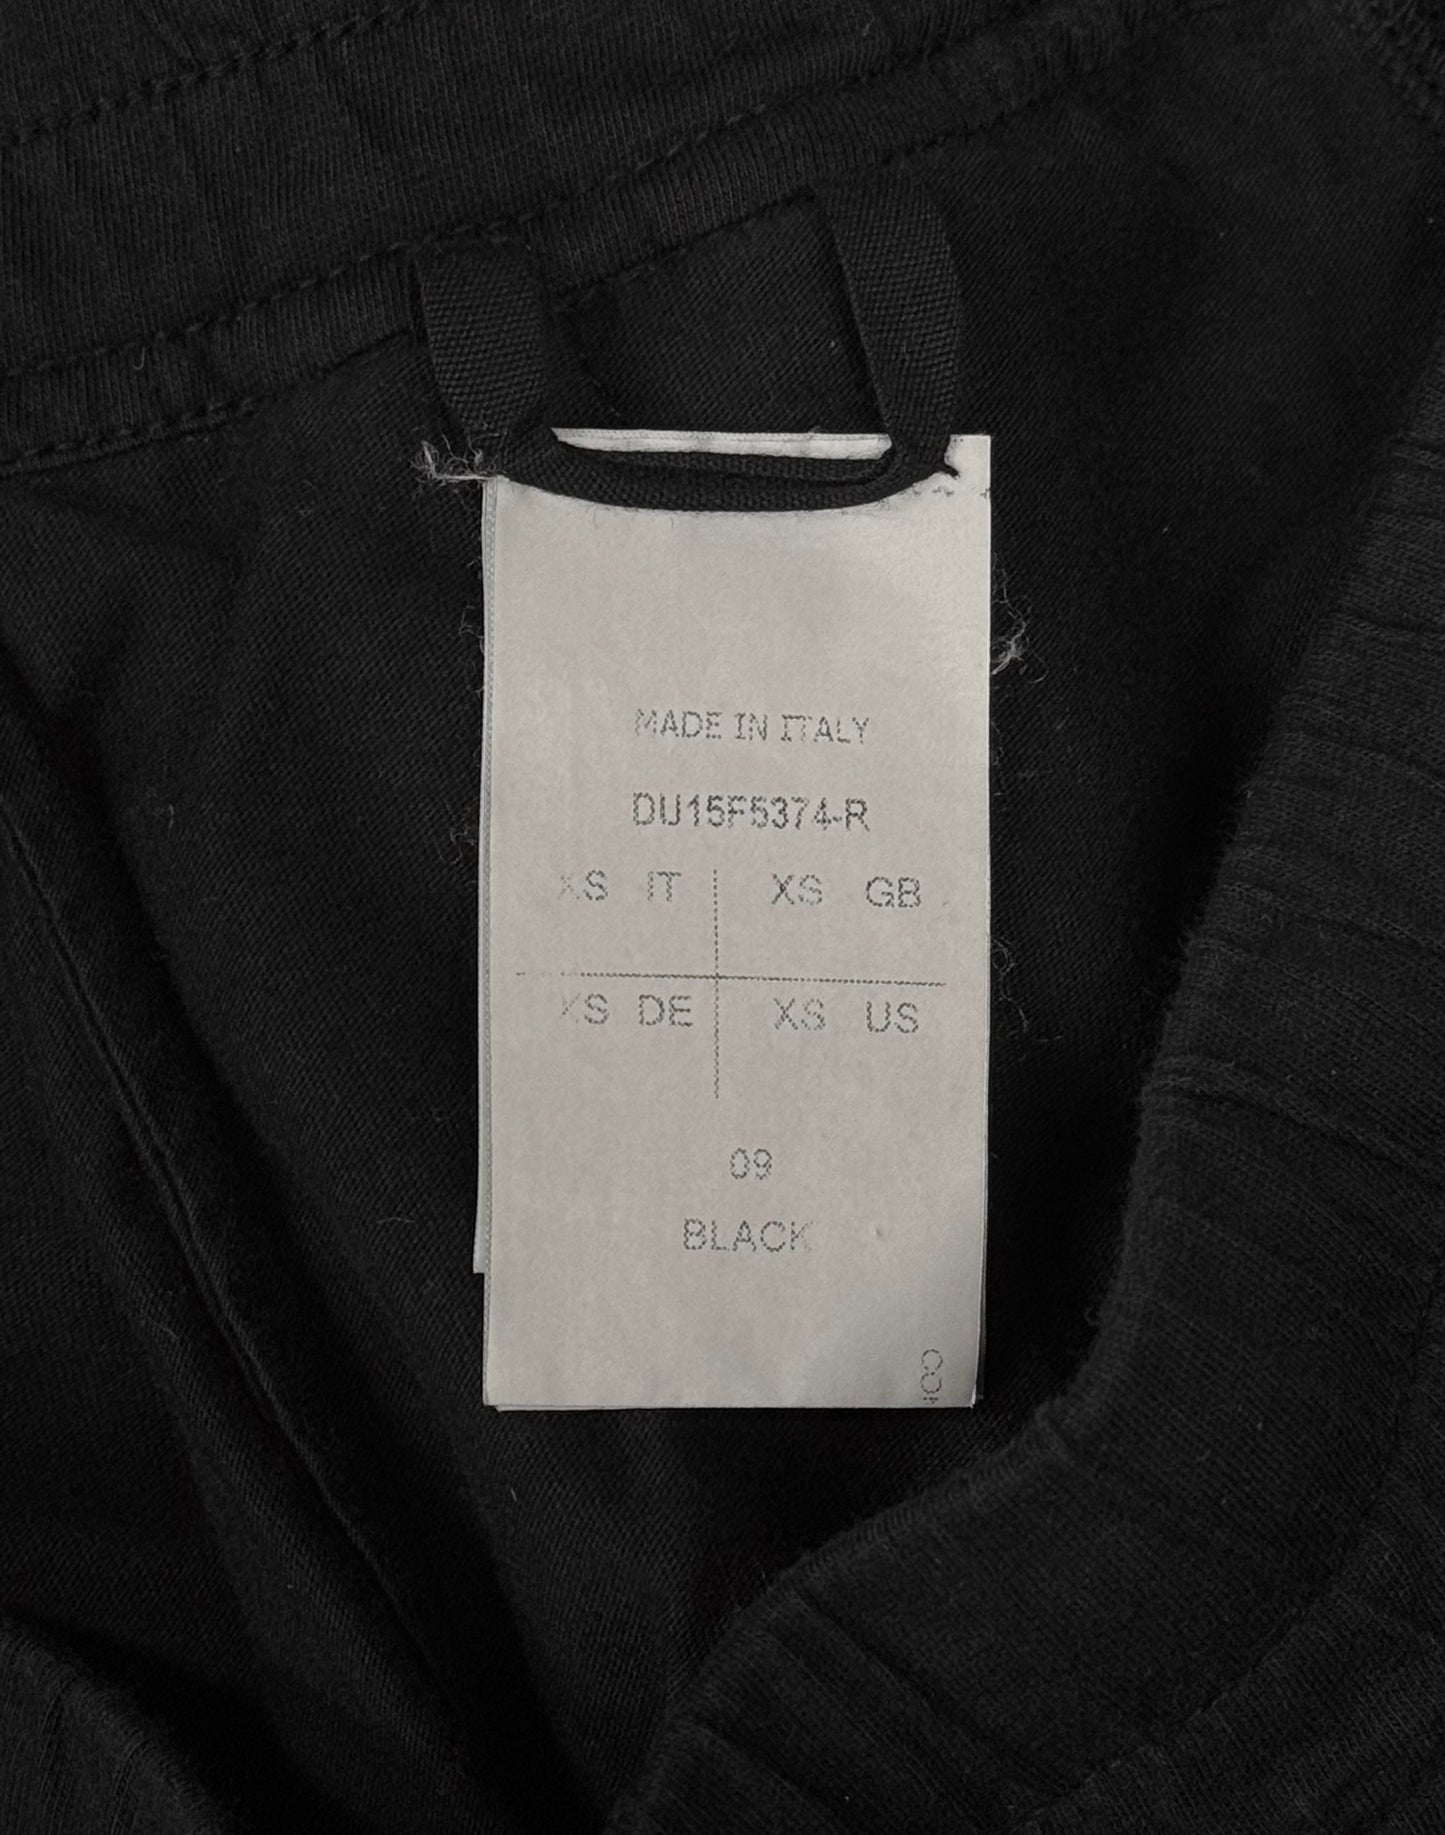 MADE IN ITALY
DU15F5374-R
XS IT XS GB
XS DE XS US
09
BLACK